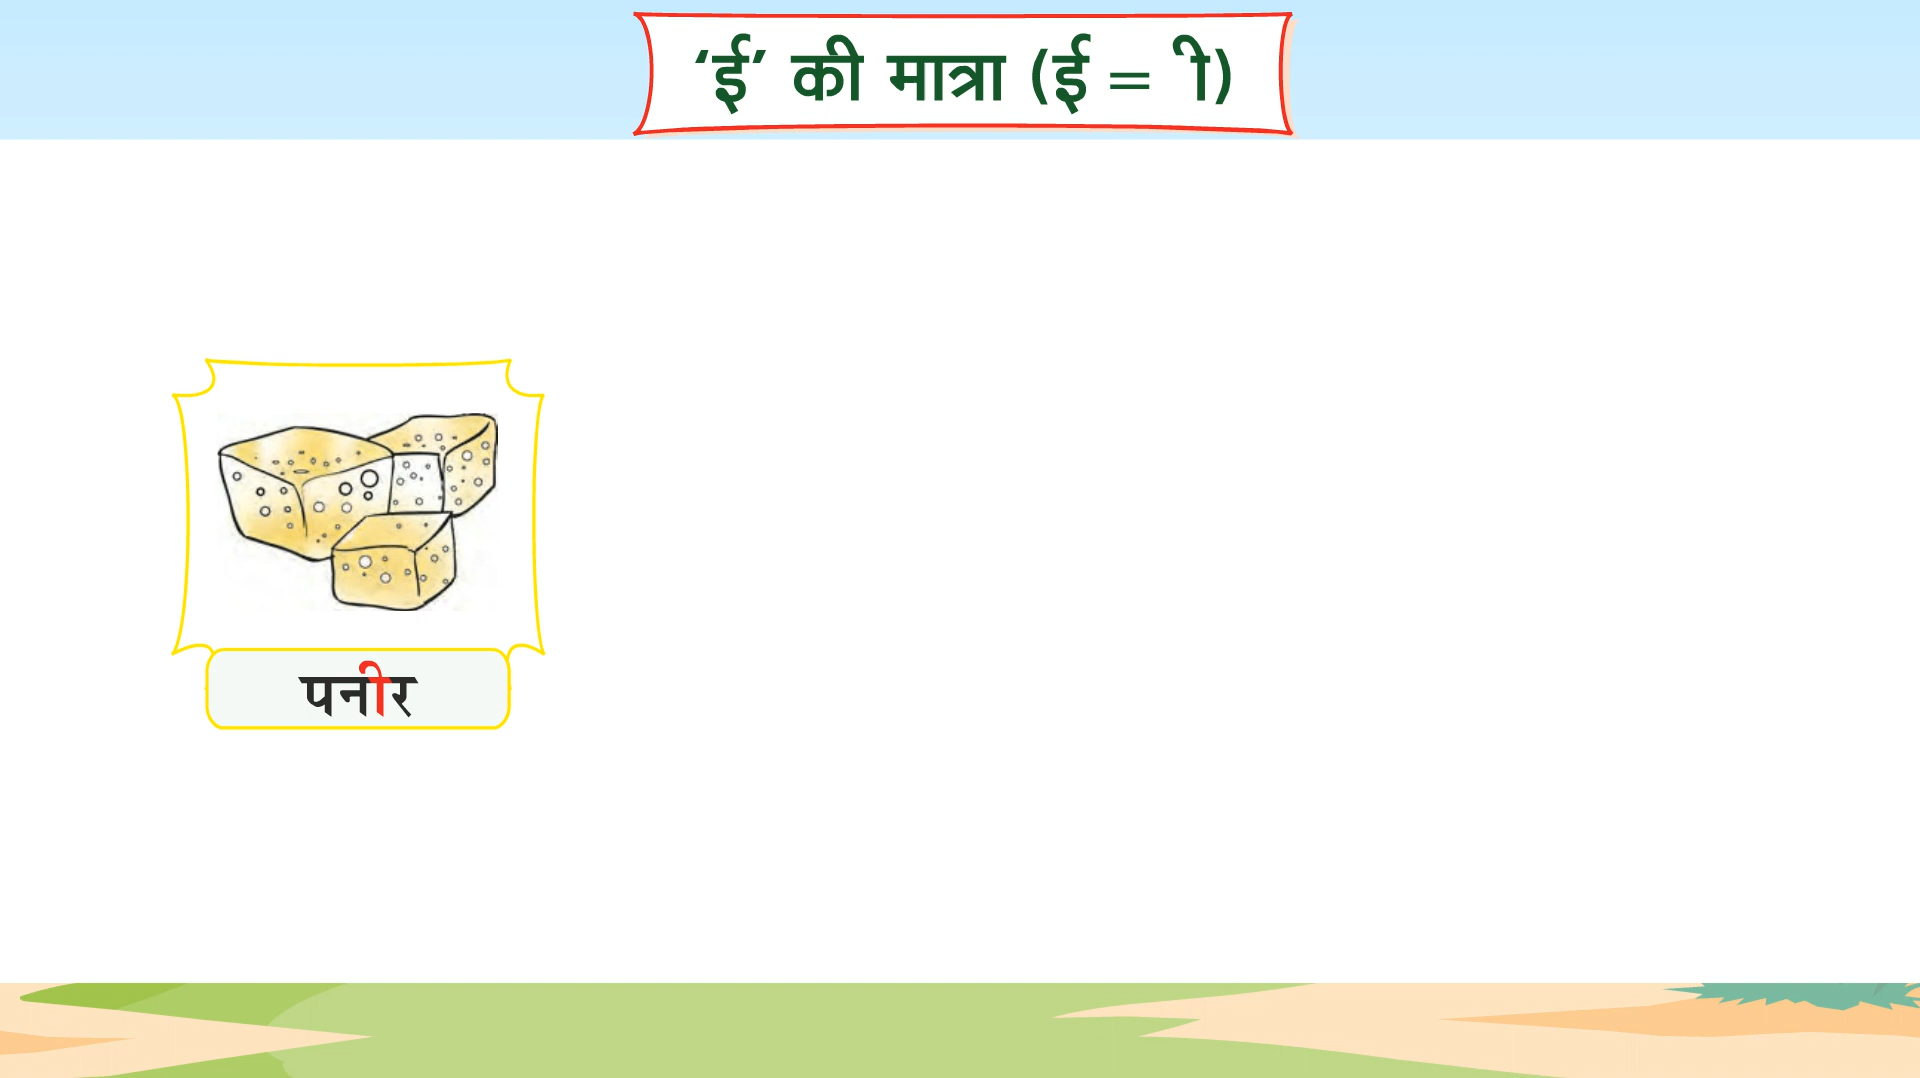 ‘ई’ की मात्रा (ई = ी)
पनीर